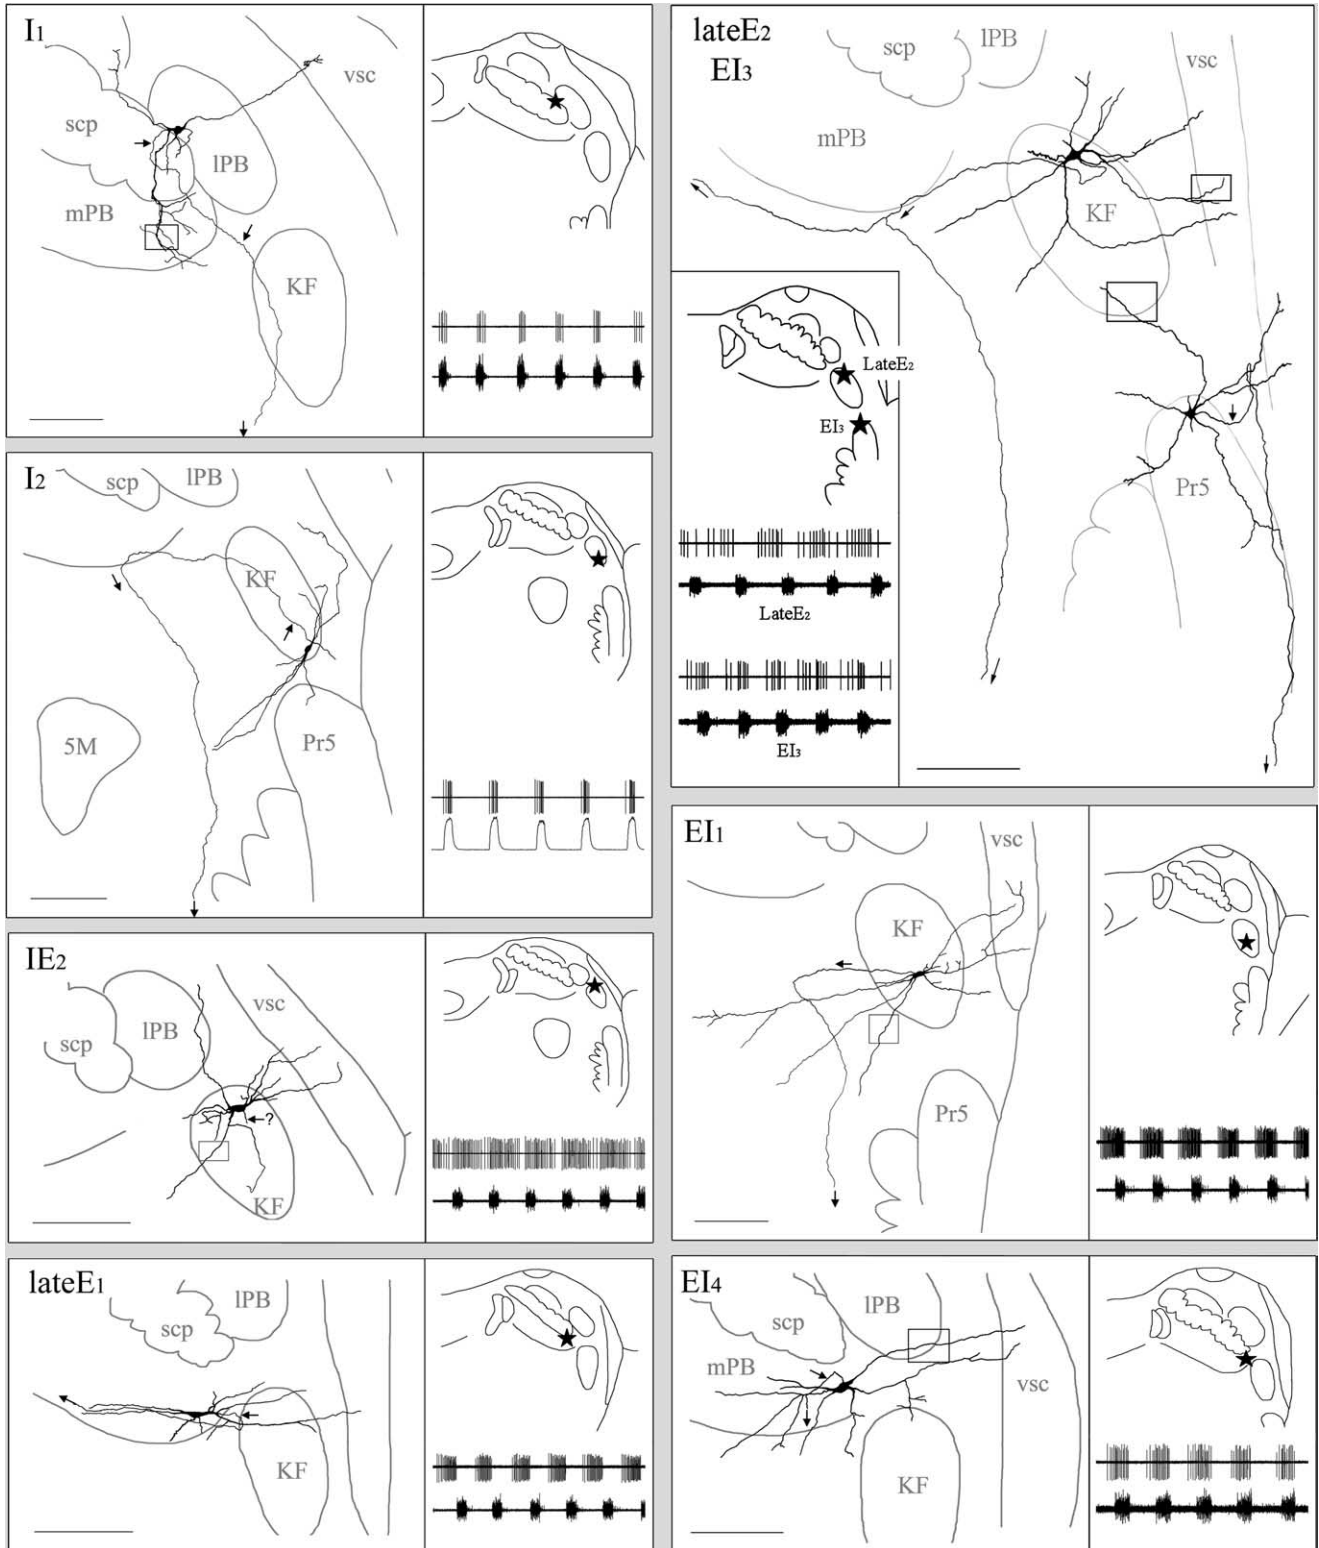 I1
vsc
scp
lPB
mPB
KF
I2
scp
lPB
KF
5M
Pr5
IE2
vsc
lPB
scp
?
KF
lateE1
lPB
scp
KF
lateE2
EI3
scp
lPB
vsc
mPB
KF
LateE2
EI3
Pr5
LateE2
EI3
EI1
vsc
KF
Pr5
EI4
lPB
scp
mPB
vsc
KF